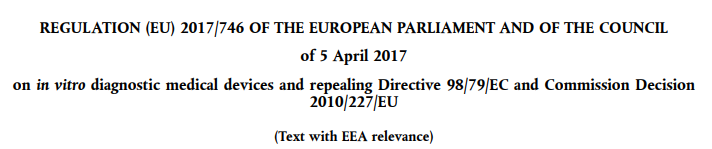 REGULATION (EU) 2017/746 OF THE EUROPEAN PARLIAMENT AND OF THE COUNCIL
of 5 April 2017
on in vitro diagnostic medical devices and repealing Directive 98/79/EC and Commission Decision
2010/227/EU
(Text with EEA relevance)